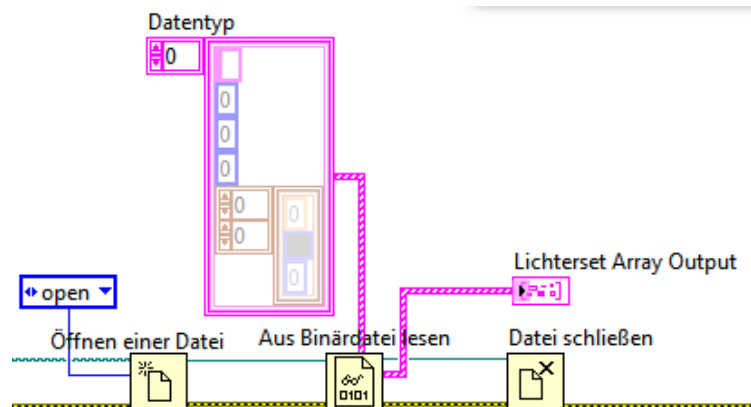 Datentyp
0
0
0
0
0
0
0
0
Lichterset Array Output
open
Öffnen einer Datei
Aus Binärdatei lesen
Datei schließen
0101